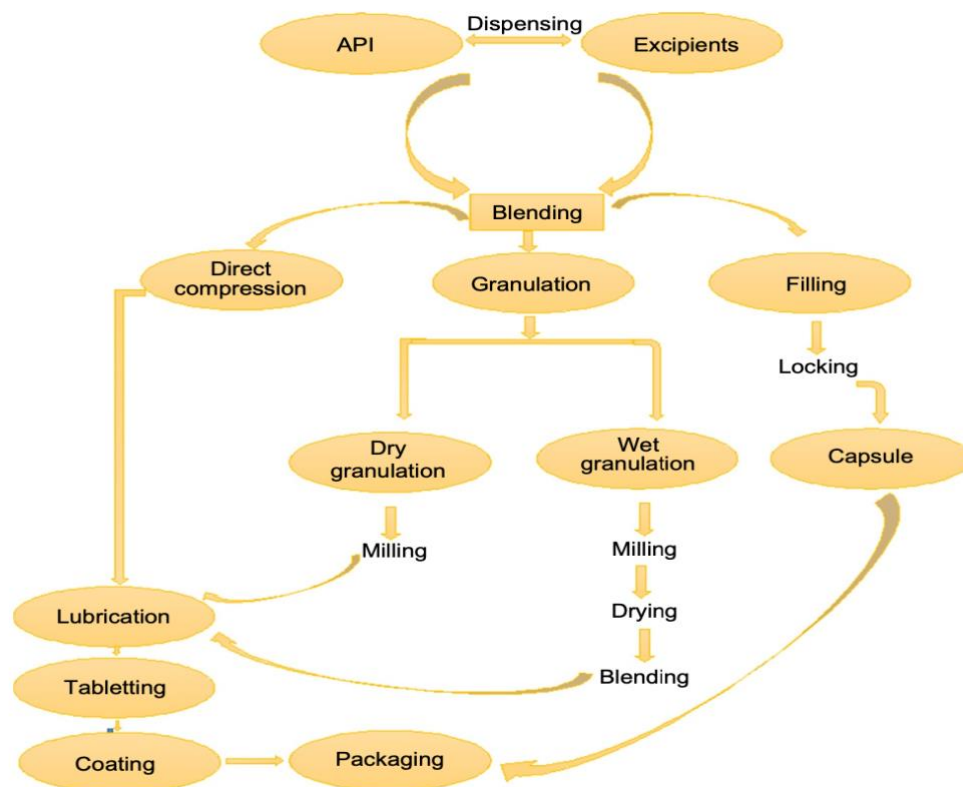 Dispensing
API
Excipients
Blending
Direct
compression
Granulation
Filling
Locking
Dry
granulation
Wet
granulation
Capsule
Milling
Milling
Drying
Lubrication
Blending
Tabletting
Coating
Packaging